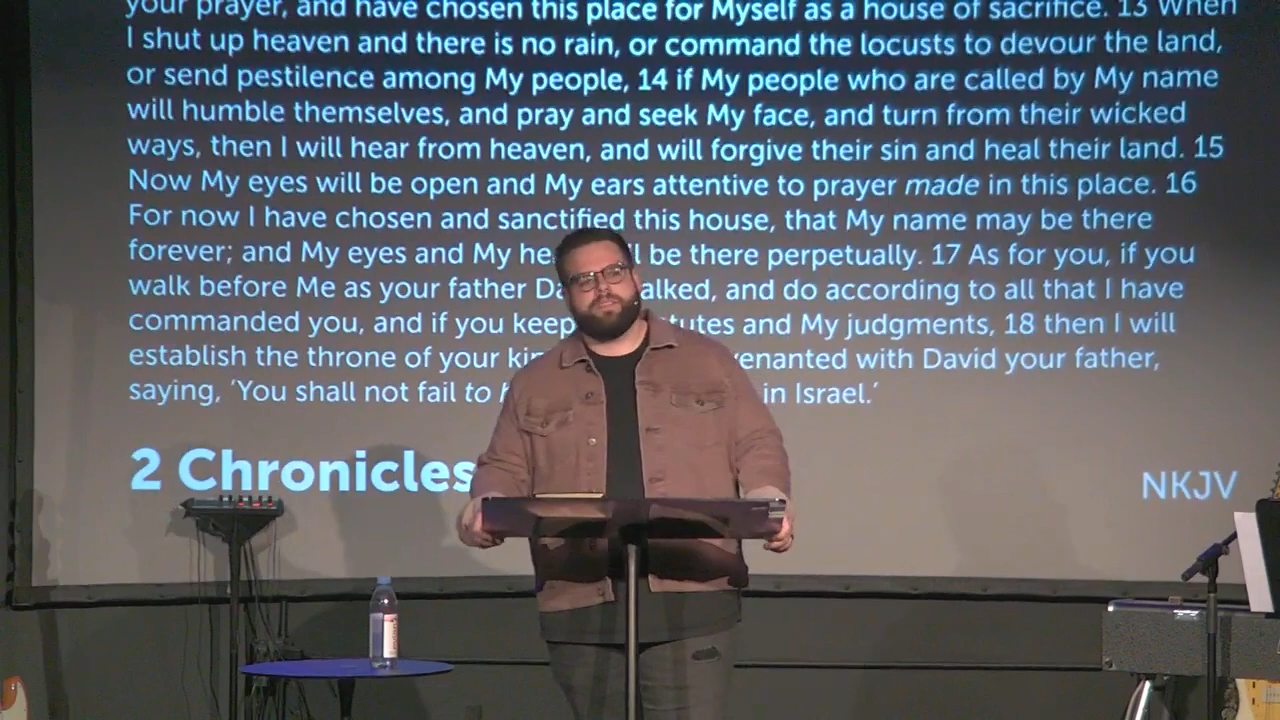 your prayer, and have chosen this place for Myself as a house of sacrifice. 13 When
I shut up heaven and there is no rain, or command the locusts to devour the land,
or send pestilence among My people, 14 if My people who are called by My name
will humble themselves, and pray and seek My face, and turn from their wicked
ways, then I will hear from heaven, and will forgive their sin and heal their land. 15
Now My eyes will be open and My ears attentive to prayer made in this place. 16
For now I have chosen and sanctified this house, that My name may be there
forever; and My eyes and My he ll be there perpetually. 17 As for you, if you
walk before Me as your father Da alked, and do according to all that I have
commanded you, and if you keep tutes and My judgments, 18 then I will
establish the throne of your kin venanted with David your father,
saying, ‘You shall not fail to h in Israel.’
2 Chronicles
NKJV